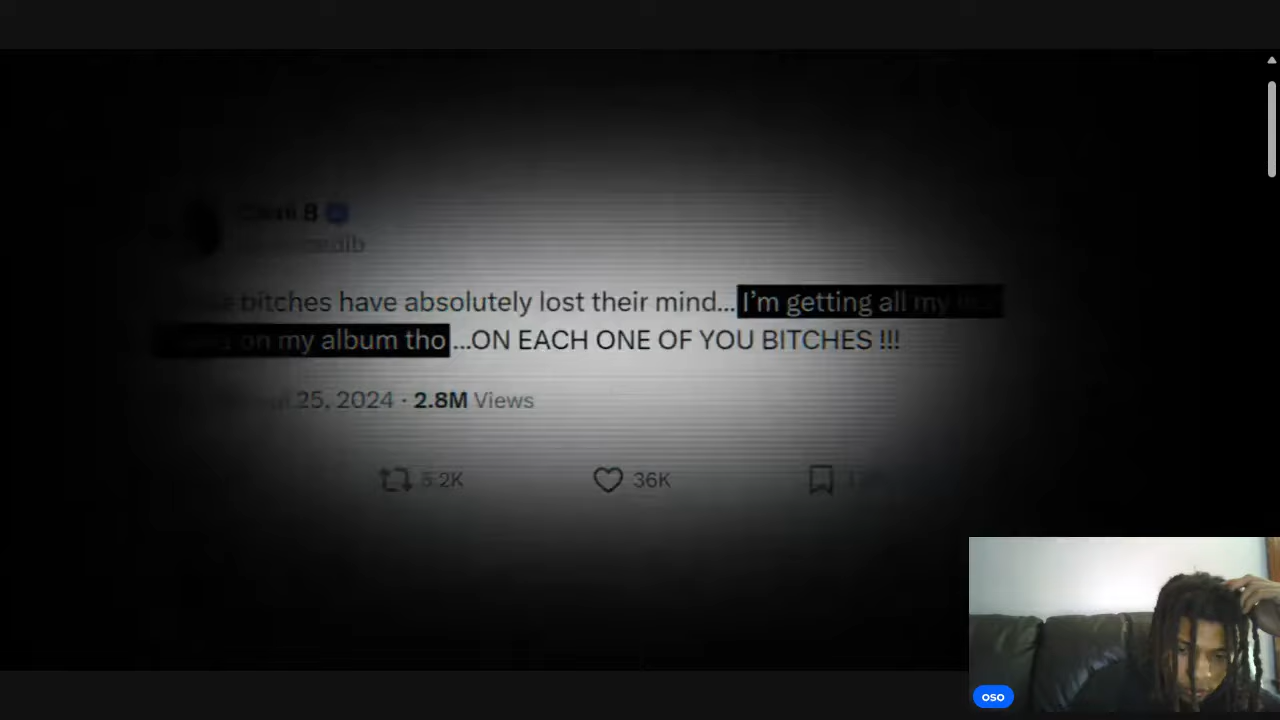 Cardi B
bitches have absolutely lost their mind...I'm getting all my
on my album tho...ON EACH ONE OF YOU BITCHES !!!
25, 2024 · 2.8M Views
5.2K 36K
oso